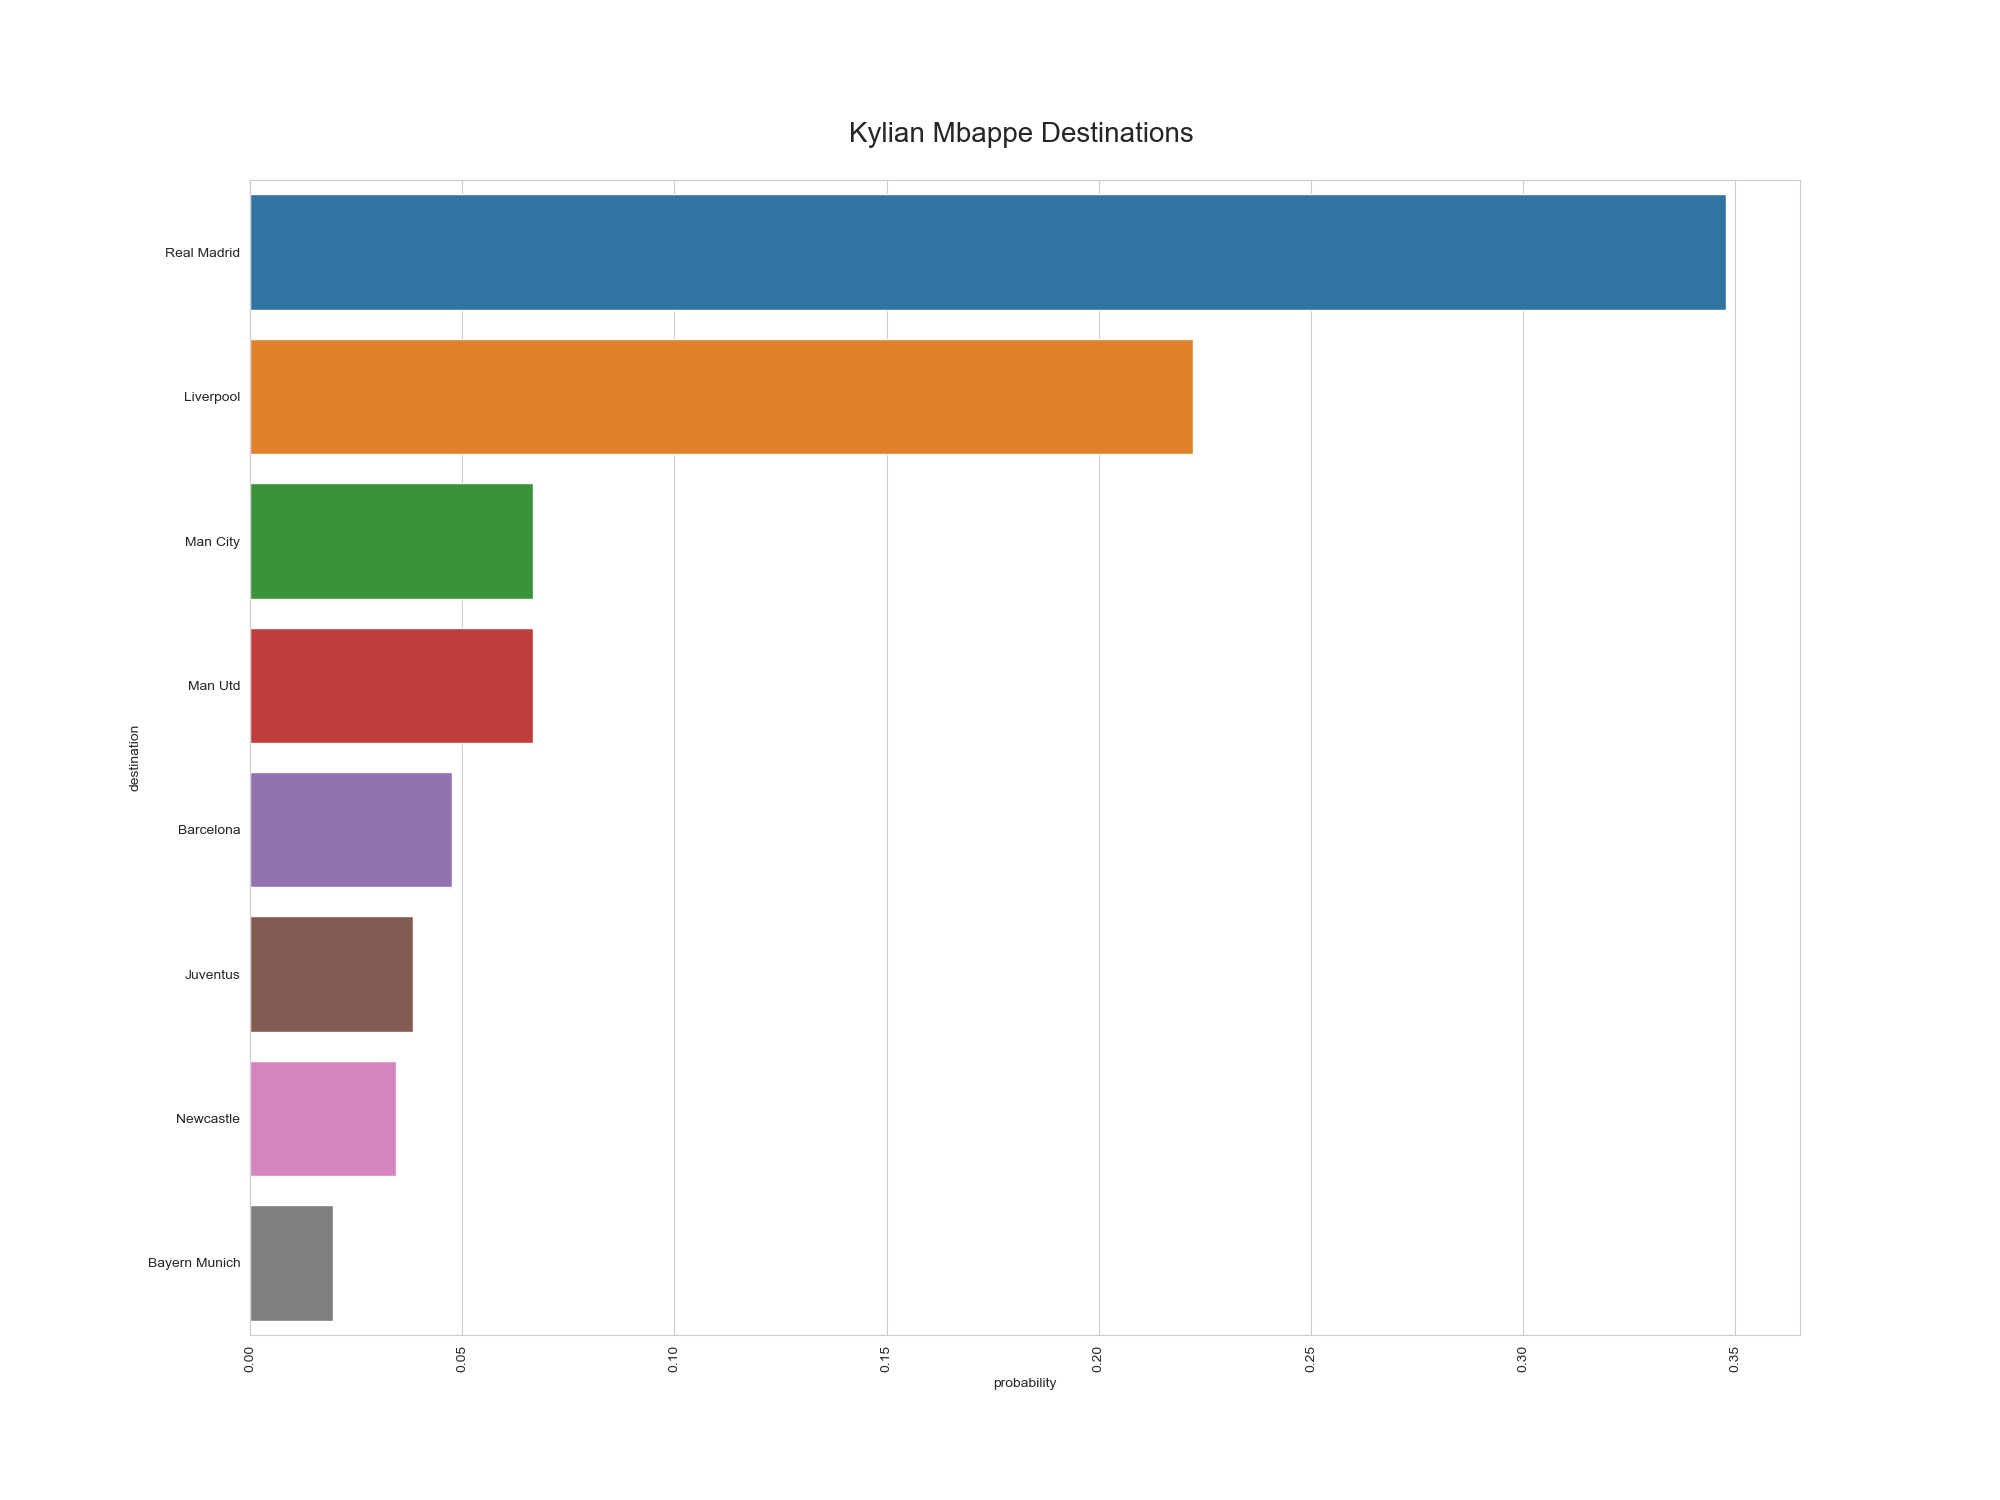 Kylian Mbappe Destinations
destination
Real Madrid
Liverpool
Man City
Man Utd
Barcelona
Juventus
Newcastle
Bayern Munich
0.00
0.05
0.10
0.15
0.20
0.25
0.30
0.35
probability